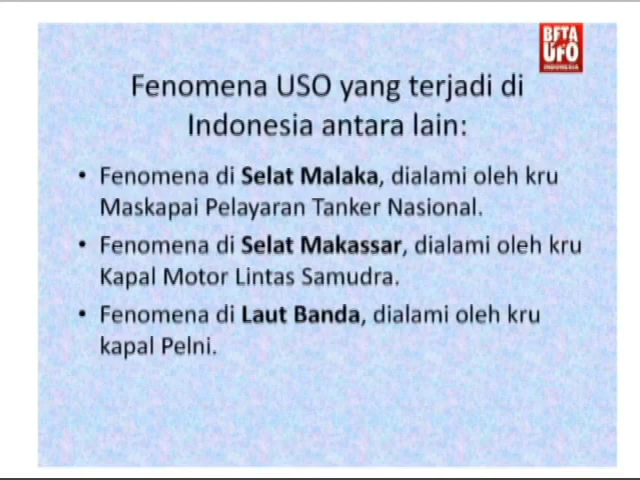 BETA
UFO
INDONESIA
Fenomena USO yang terjadi di
Indonesia antara lain:
• Fenomena di Selat Malaka, dialami oleh kru
Maskapai Pelayaran Tanker Nasional.
• Fenomena di Selat Makassar, dialami oleh kru
Kapal Motor Lintas Samudra.
• Fenomena di Laut Banda, dialami oleh kru
kapal Pelni.